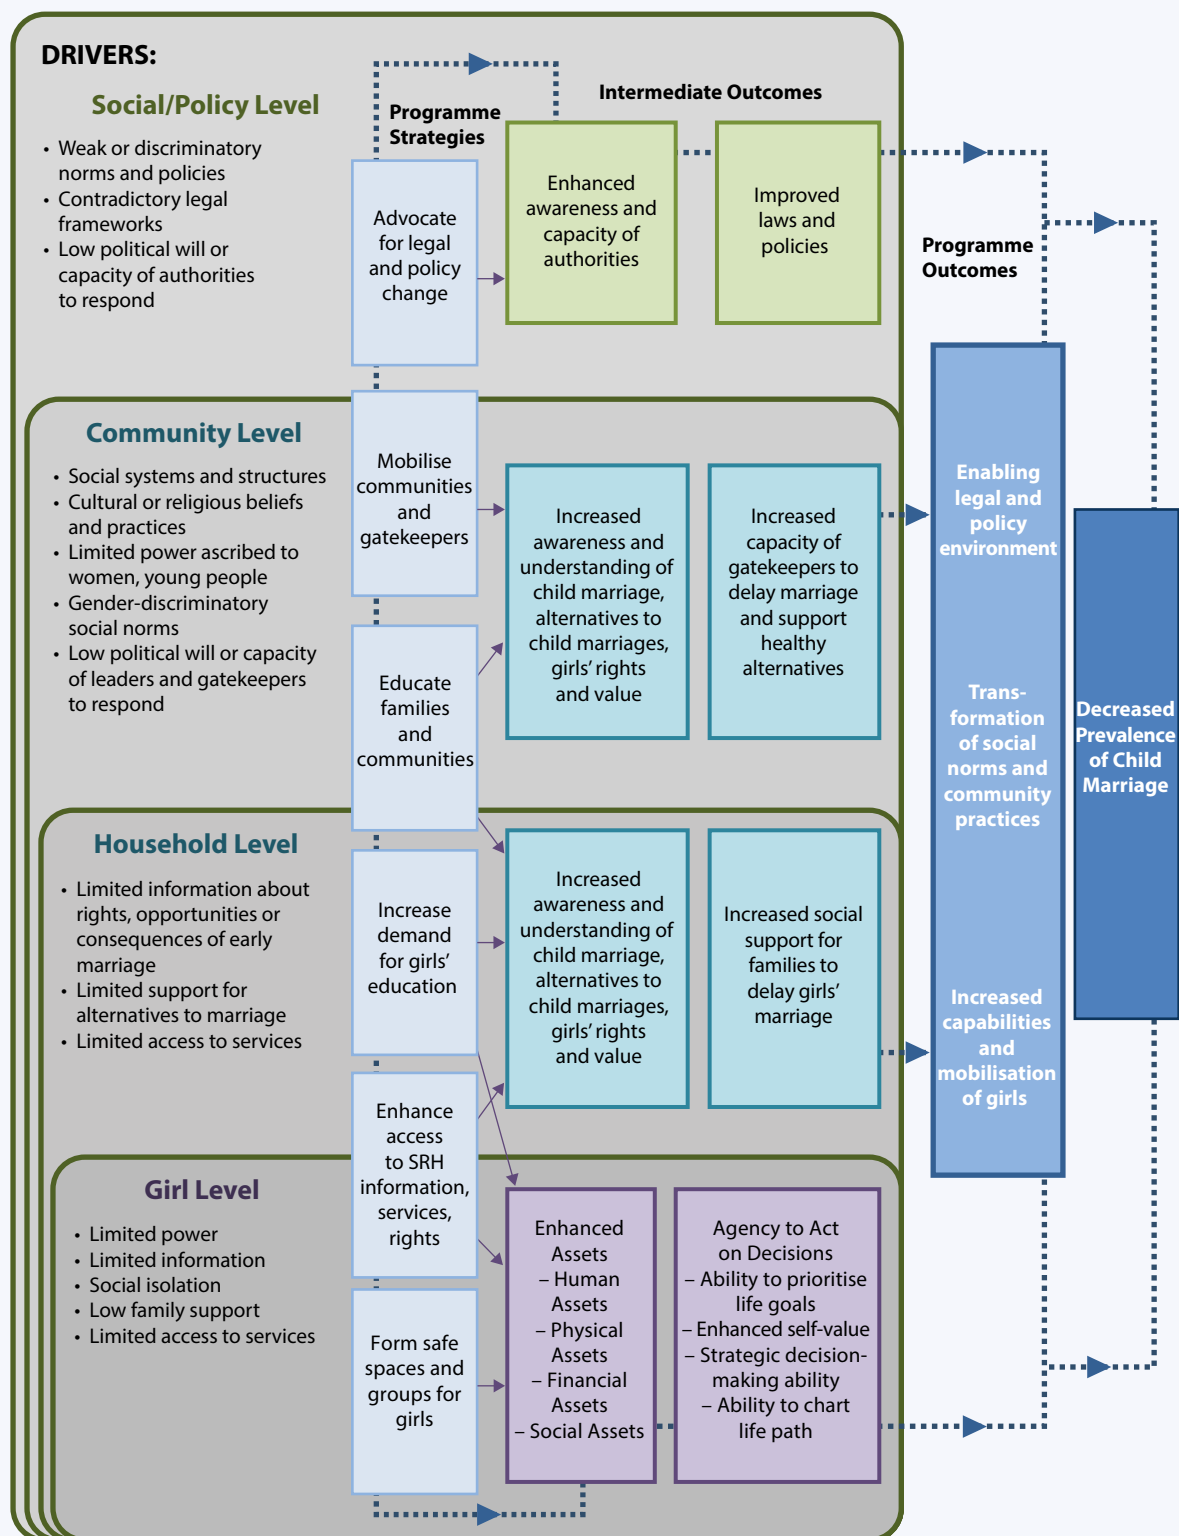 DRIVERS:
Social/Policy Level
• Weak or discriminatory
norms and policies
• Contradictory legal
frameworks
• Low political will or
capacity of authorities
to respond
Programme
Strategies
Intermediate Outcomes
Advocate
for legal
and policy
change
Enhanced
awareness and
capacity of
authorities
Improved
laws and
policies
Programme
Outcomes
Community Level
• Social systems and structures
• Cultural or religious beliefs
and practices
• Limited power ascribed to
women, young people
• Gender-discriminatory
social norms
• Low political will or capacity
of leaders and gatekeepers
to respond
Mobilise
communities
and
gatekeepers
Educate
families
and
communities
Increased
awareness and
understanding of
child marriage,
alternatives to
child marriages,
girls’ rights
and value
Increased
capacity of
gatekeepers to
delay marriage
and support
healthy
alternatives
Household Level
• Limited information about
rights, opportunities or
consequences of early
marriage
• Limited support for
alternatives to marriage
• Limited access to services
Increase
demand
for girls’
education
Enhance
access
to SRH
information,
services,
rights
Increased
awareness and
understanding of
child marriage,
alternatives to
child marriages,
girls’ rights
and value
Increased social
support for
families to
delay girls’
marriage
Girl Level
• Limited power
• Limited information
• Social isolation
• Low family support
• Limited access to services
Form safe
spaces and
groups for
girls
Enhanced
Assets
– Human
Assets
– Physical
Assets
– Financial
Assets
– Social Assets
Agency to Act
on Decisions
– Ability to prioritise
life goals
– Enhanced self-value
– Strategic decision-
making ability
– Ability to chart
life path
Enabling
legal and
policy
environment
Trans-
formation
of social
norms and
community
practices
Increased
capabilities
and
mobilisation
of girls
Decreased
Prevalence
of Child
Marriage